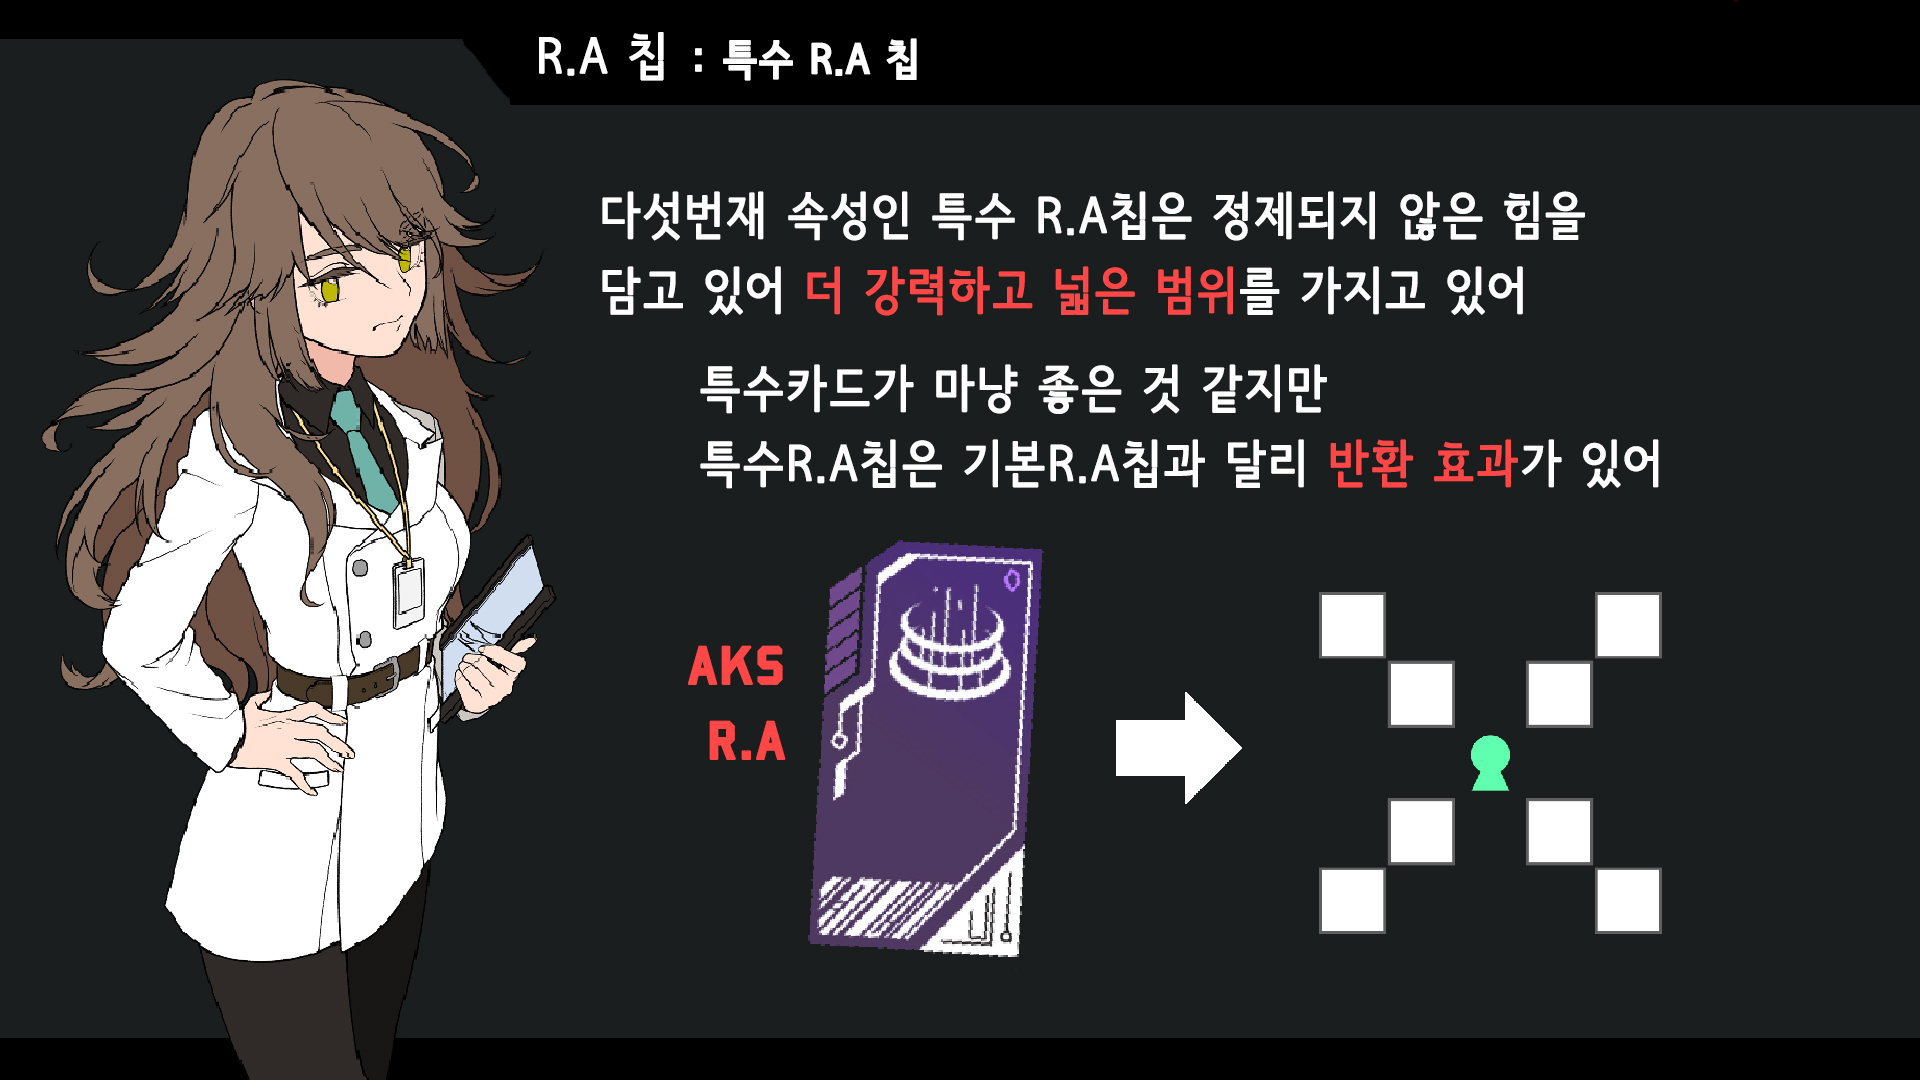 R.A 칩 : 특수 R.A 칩
다섯번재 속성인 특수 R.A칩은 정제되지 않은 힘을
담고 있어 더 강력하고 넓은 범위를 가지고 있어
특수카드가 마냥 좋은 것 같지만
특수R.A칩은 기본R.A칩과 달리 반환 효과가 있어
AKS
R.A